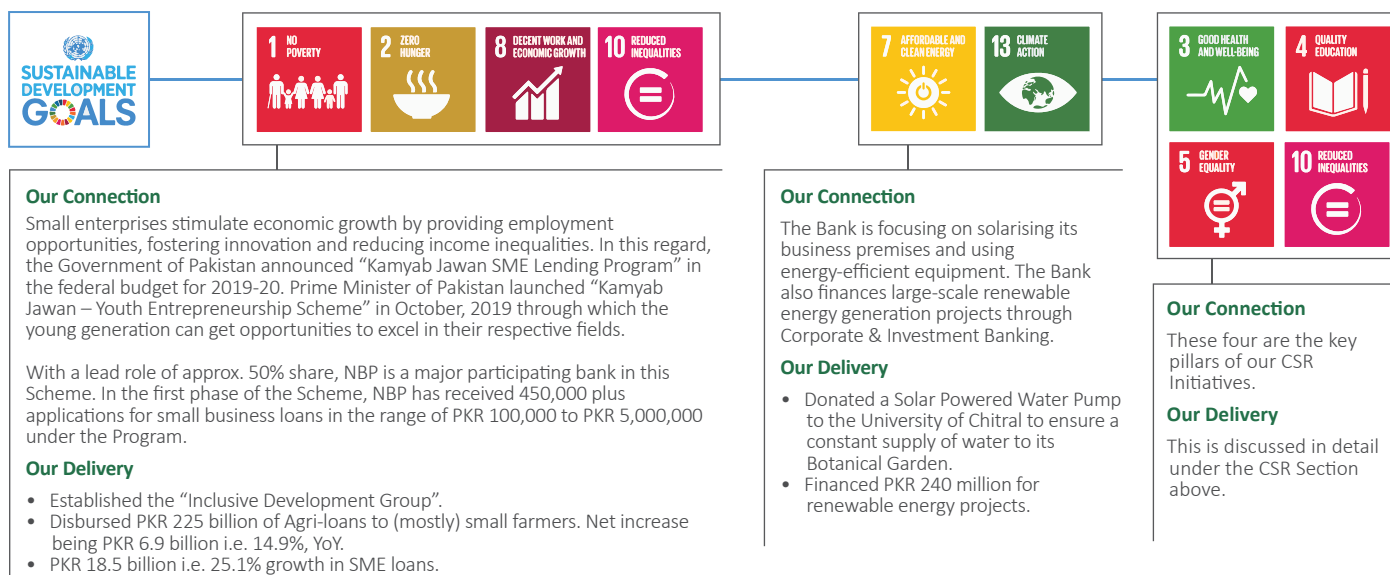 SUSTAINABLE
DEVELOPMENT
GOALS
1 NO
POVERTY
2 ZERO
HUNGER
8 DECENT WORK AND
ECONOMIC GROWTH
10 REDUCED
INEQUALITIES
7 AFFORDABLE AND
CLEAN ENERGY
13 CLIMATE
ACTION
3 GOOD HEALTH
AND WELL-BEING
4 QUALITY
EDUCATION
5 GENDER
EQUALITY
10 REDUCED
INEQUALITIES
Our Connection
Small enterprises stimulate economic growth by providing employment
opportunities, fostering innovation and reducing income inequalities. In this regard,
the Government of Pakistan announced “Kamyab Jawan SME Lending Program” in
the federal budget for 2019-20. Prime Minister of Pakistan launched “Kamyab
Jawan – Youth Entrepreneurship Scheme” in October, 2019 through which the
young generation can get opportunities to excel in their respective fields.
With a lead role of approx. 50% share, NBP is a major participating bank in this
Scheme. In the first phase of the Scheme, NBP has received 450,000 plus
applications for small business loans in the range of PKR 100,000 to PKR 5,000,000
under the Program.
Our Delivery
• Established the “Inclusive Development Group”.
• Disbursed PKR 225 billion of Agri-loans to (mostly) small farmers. Net increase
being PKR 6.9 billion i.e. 14.9%, YoY.
• PKR 18.5 billion i.e. 25.1% growth in SME loans.
Our Connection
The Bank is focusing on solarising its
business premises and using
energy-efficient equipment. The Bank
also finances large-scale renewable
energy generation projects through
Corporate & Investment Banking.
Our Delivery
• Donated a Solar Powered Water Pump
to the University of Chitral to ensure a
constant supply of water to its
Botanical Garden.
• Financed PKR 240 million for
renewable energy projects.
Our Connection
These four are the key
pillars of our CSR
Initiatives.
Our Delivery
This is discussed in detail
under the CSR Section
above.